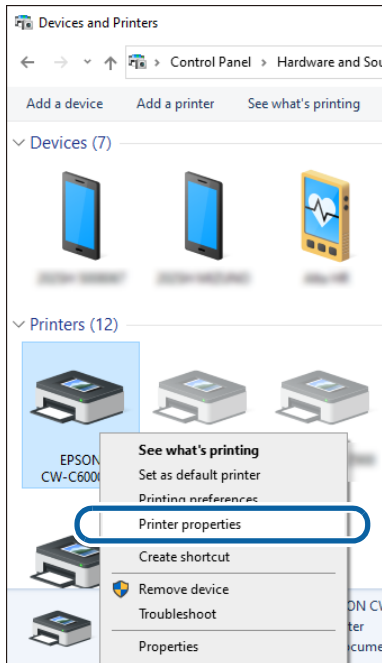 Devices and Printers
Control Panel > Hardware and Sou
Add a device Add a printer See what's printing
Devices (7)
Printers (12)
EPSON
CW-C600
See what's printing
Set as default printer
Printing preferences
Printer properties
Create shortcut
Remove device
Troubleshoot
Properties
ON CW
ter
cume